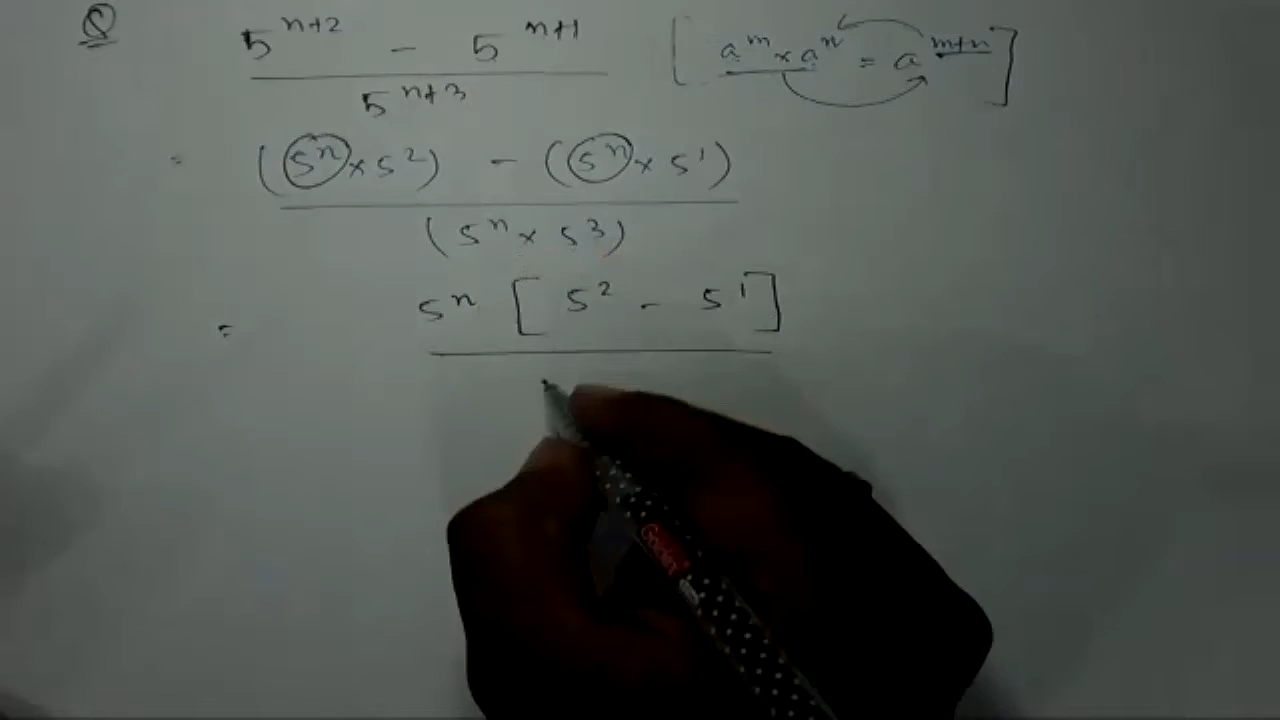 Q 5^{n+2} - 5^{n+1} [a^m × a^n = a^{m+n}]
5^{n+3}
= (5^n × 5^2) - (5^n × 5^1)
(5^n × 5^3)
= 5^n [5^2 - 5^1]